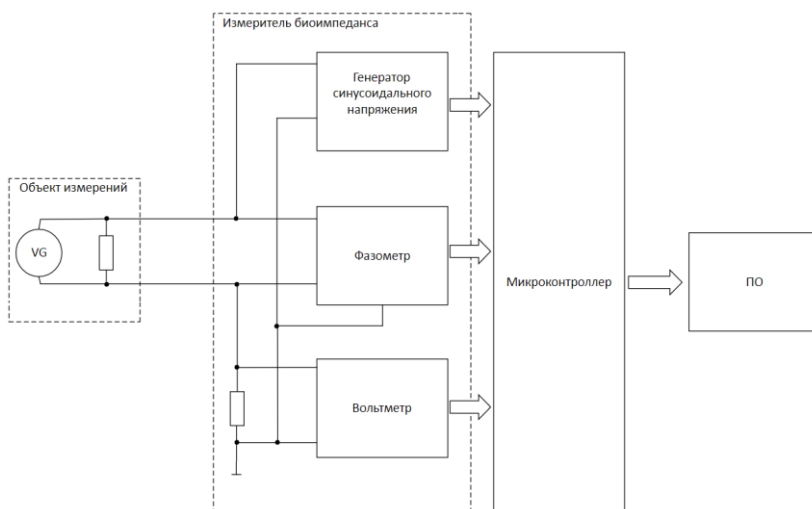 Измеритель биоимпеданса
Генератор
синусоидального
напряжения
Объект измерений
VG
Фазометр
Микроконтроллер
ПО
Вольтметр